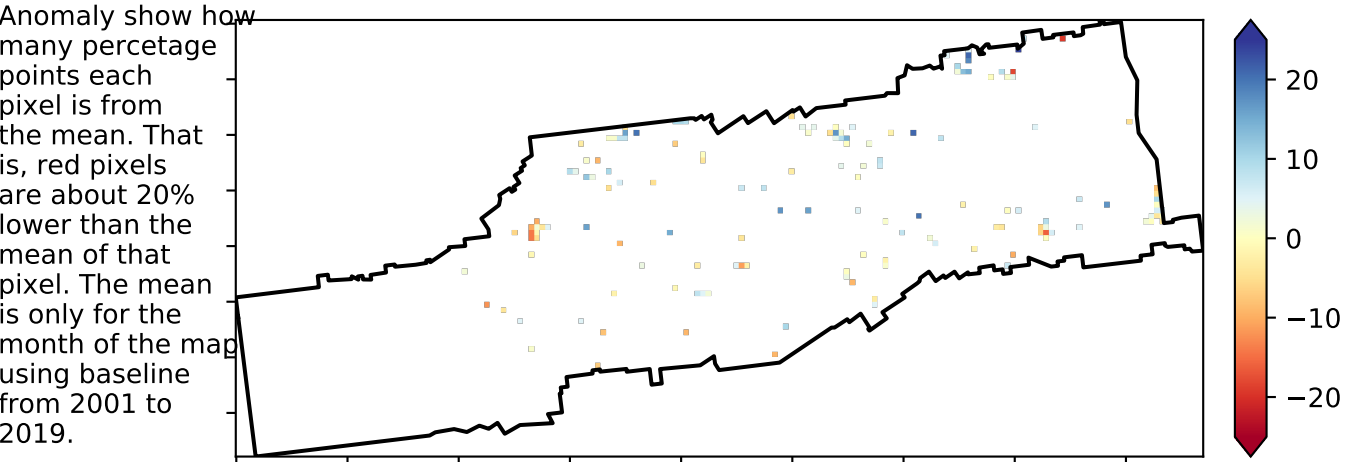 Anomaly show how
many percetage
points each
pixel is from
the mean. That
is, red pixels
are about 20%
lower than the
mean of that
pixel. The mean
is only for the
month of the map
using baseline
from 2001 to
2019.
20
10
0
−10
−20